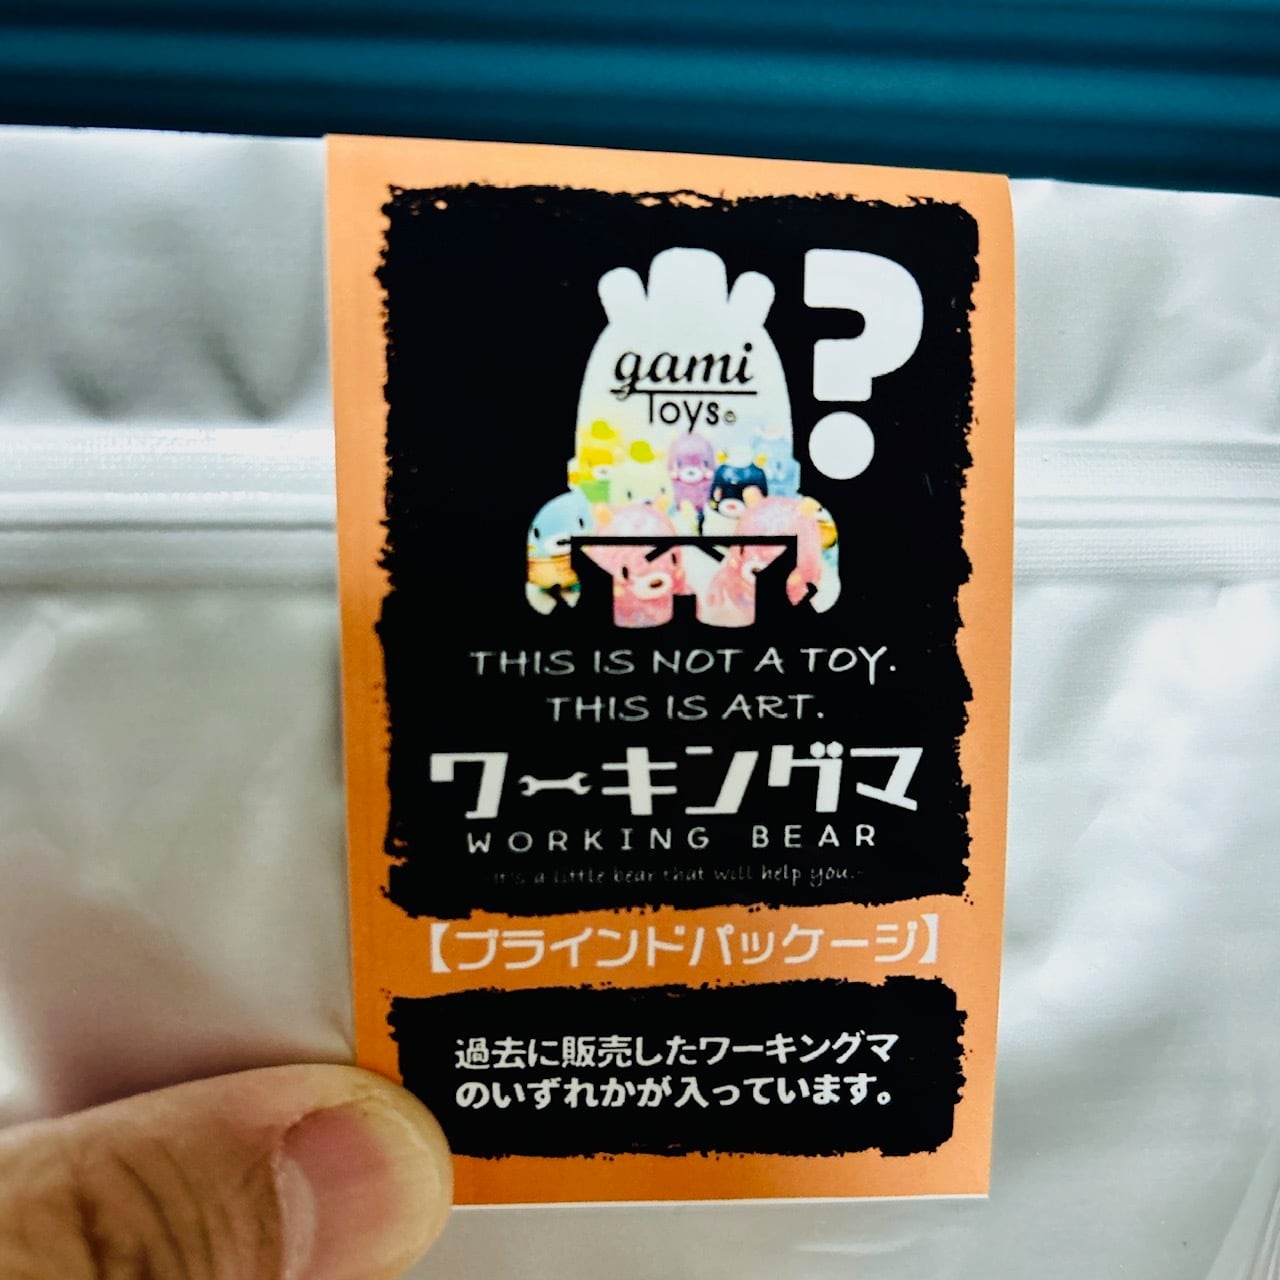 ?
gami
Toys©
THIS IS NOT A TOY.
THIS IS ART.
ワーキングマ
WORKING BEAR
-It's a little bear that will help you.-
【ブラインドパッケージ】
過去に販売したワーキングマ
のいずれかが入っています。